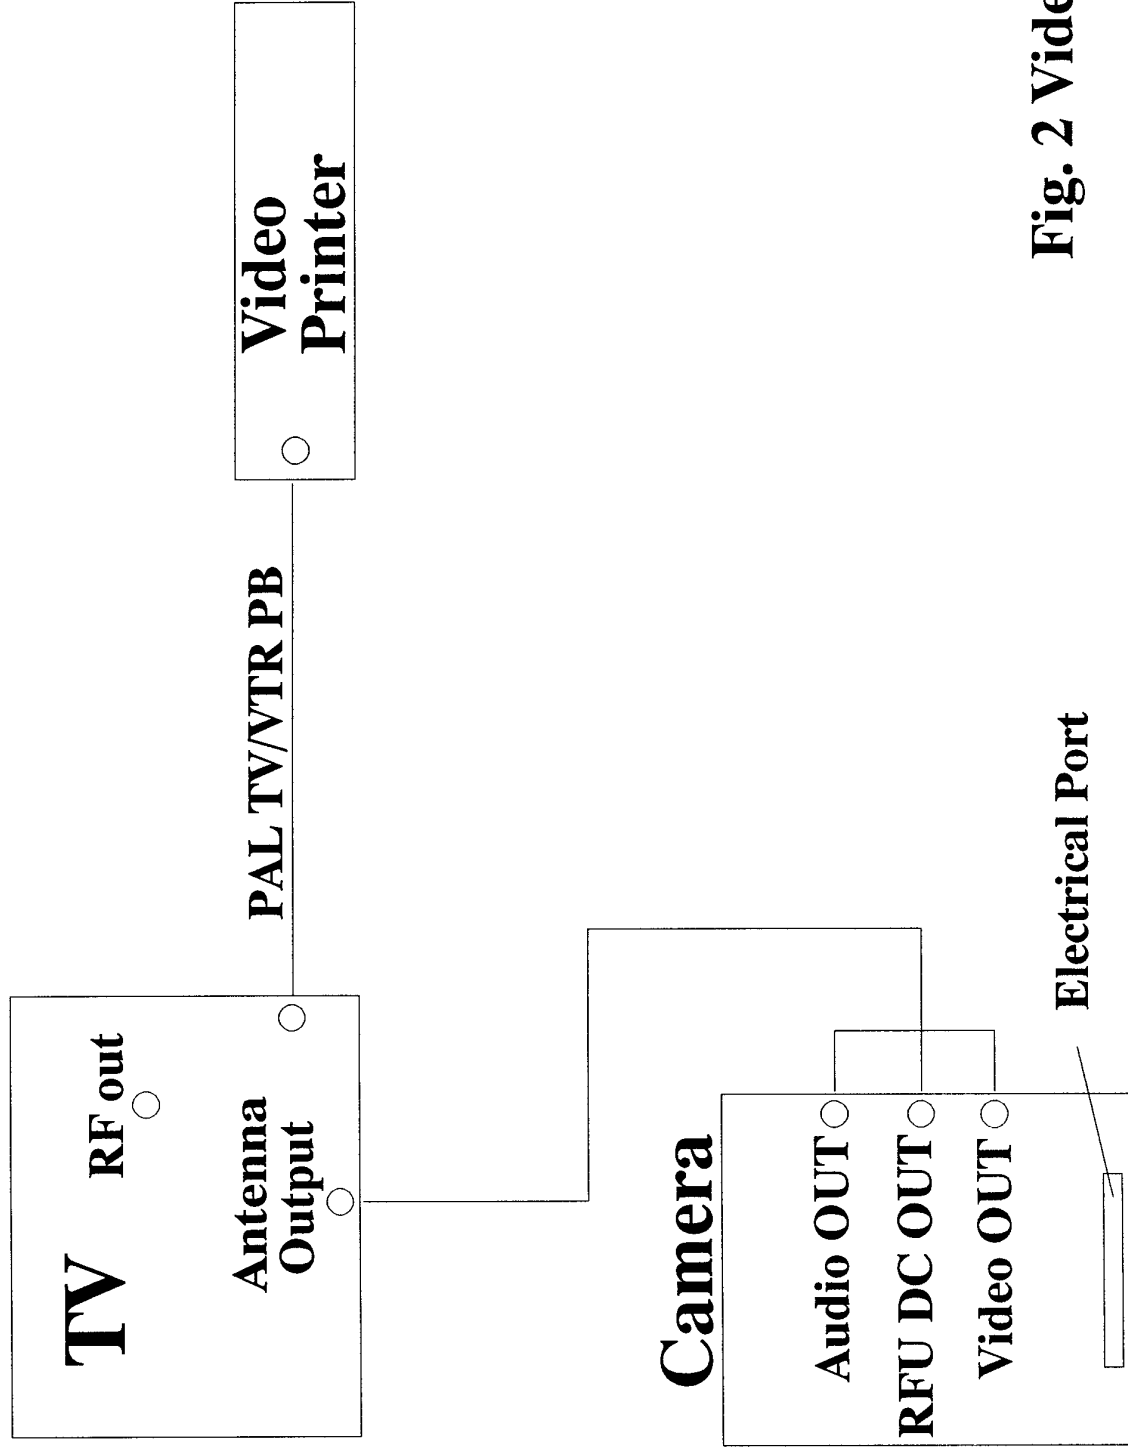 TV
RF out
Antenna
Output
PAL TV/VTR PB
Video
Printer
Camera
Audio OUT
RFU DC OUT
Video OUT
Electrical Port
Fig. 2